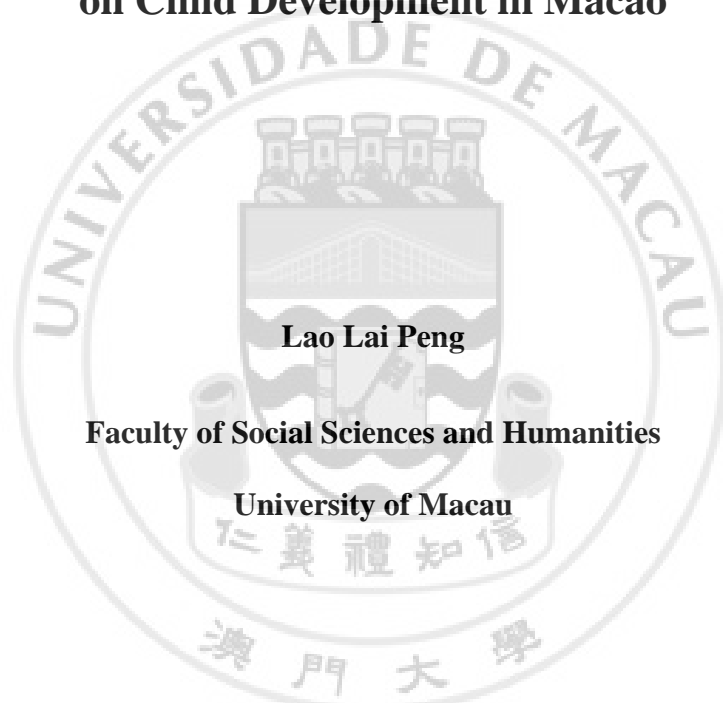 on Child Development in Macao
UNIVERSIDADE DE MACAU
Lao Lai Peng
Faculty of Social Sciences and Humanities
University of Macau
仁義禮知信
澳門大學